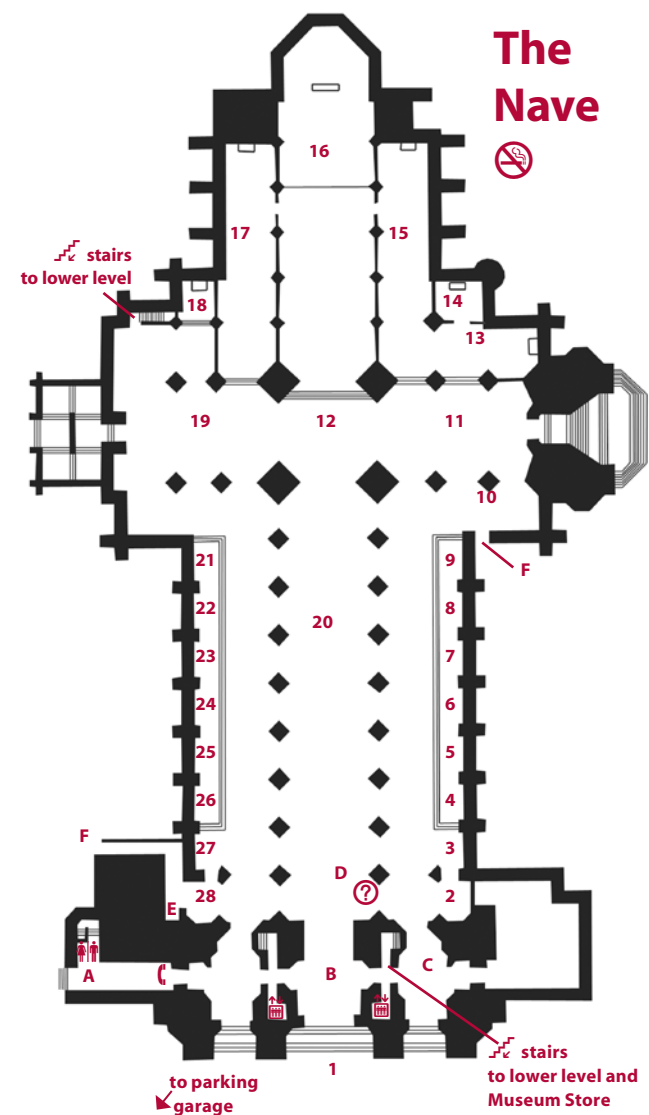 The
Nave
16
17
15
stairs
to lower level
18
14
13
19
12
11
10
21
9
F
22
8
20
23
7
24
6
25
5
26
4
F
27
3
D
?
28
2
E
A
B
C
1
stairs
to lower level and
Museum Store
to parking
garage